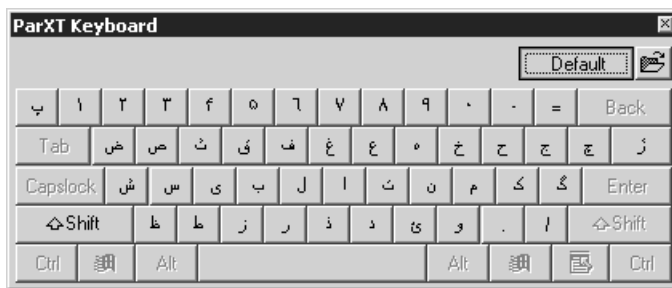 ParXT Keyboard
Default
پ ۱ ۲ ۳ ۴ ۵ ۶ ۷ ۸ ۹ ۰ - = Back
Tab ض ص ث ق ف غ ع ه خ ح ج چ ژ
Capslock ش س ی ب ل ا ت ن م ک گ Enter
Shift ظ ط ز ر ذ د ئ و . / Shift
Ctrl Alt Alt Ctrl